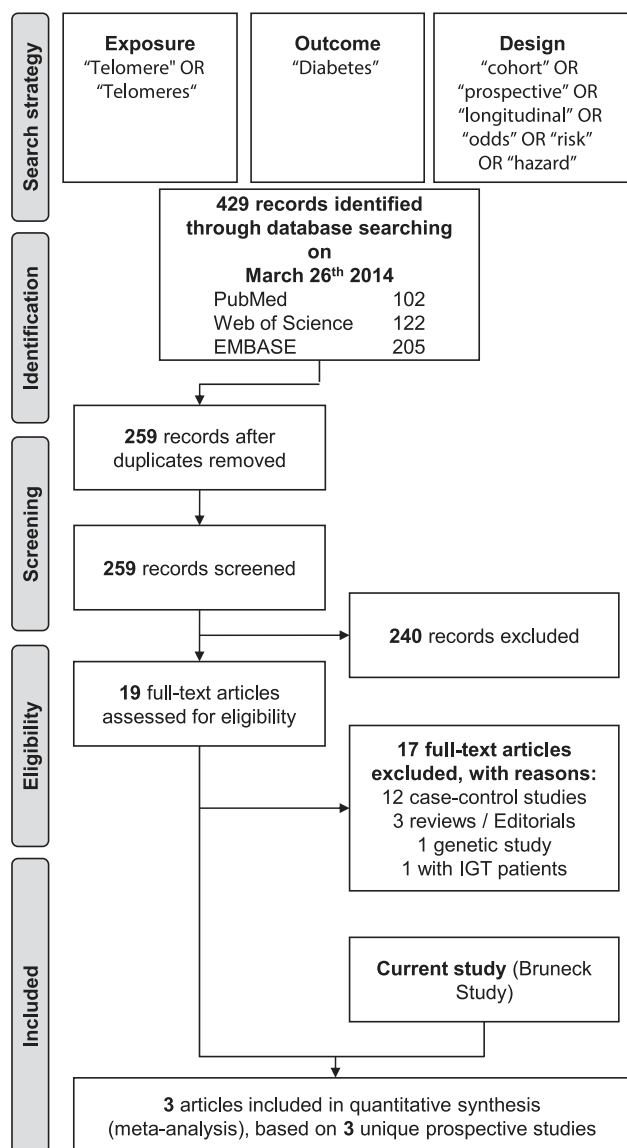 Search strategy
Exposure
“Telomere" OR
“Telomeres“
Outcome
“Diabetes”
Design
“cohort” OR
“prospective” OR
“longitudinal” OR
“odds” OR “risk”
OR “hazard”
Identification
429 records identified
through database searching
on
March 26th 2014
PubMed 102
Web of Science 122
EMBASE 205
259 records after
duplicates removed
Screening
259 records screened
240 records excluded
Eligibility
19 full-text articles
assessed for eligibility
17 full-text articles
excluded, with reasons:
12 case-control studies
3 reviews / Editorials
1 genetic study
1 with IGT patients
Included
Current study (Bruneck
Study)
3 articles included in quantitative synthesis
(meta-analysis), based on 3 unique prospective studies